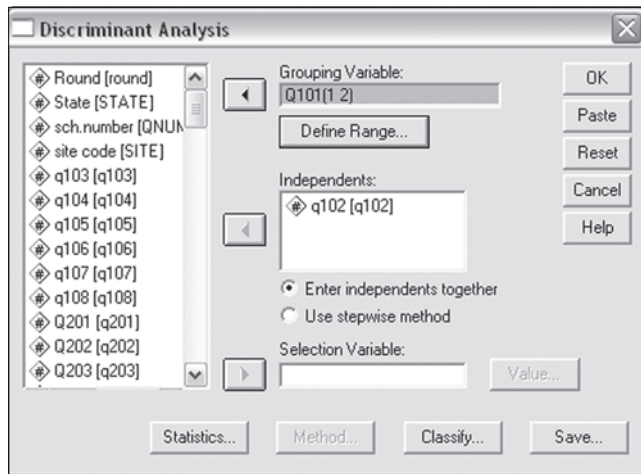 Discriminant Analysis
Round [round]
State [STATE]
sch.number [QNUM
site code [SITE]
q103 [q103]
q104 [q104]
q105 [q105]
q106 [q106]
q107 [q107]
q108 [q108]
Q201 [q201]
Q202 [q202]
Q203 [q203]
Grouping Variable:
Q101(1 2)
Define Range...
Independents:
q102 [q102]
Enter independents together
Use stepwise method
Selection Variable:
Value...
OK
Paste
Reset
Cancel
Help
Statistics...
Method...
Classify...
Save...